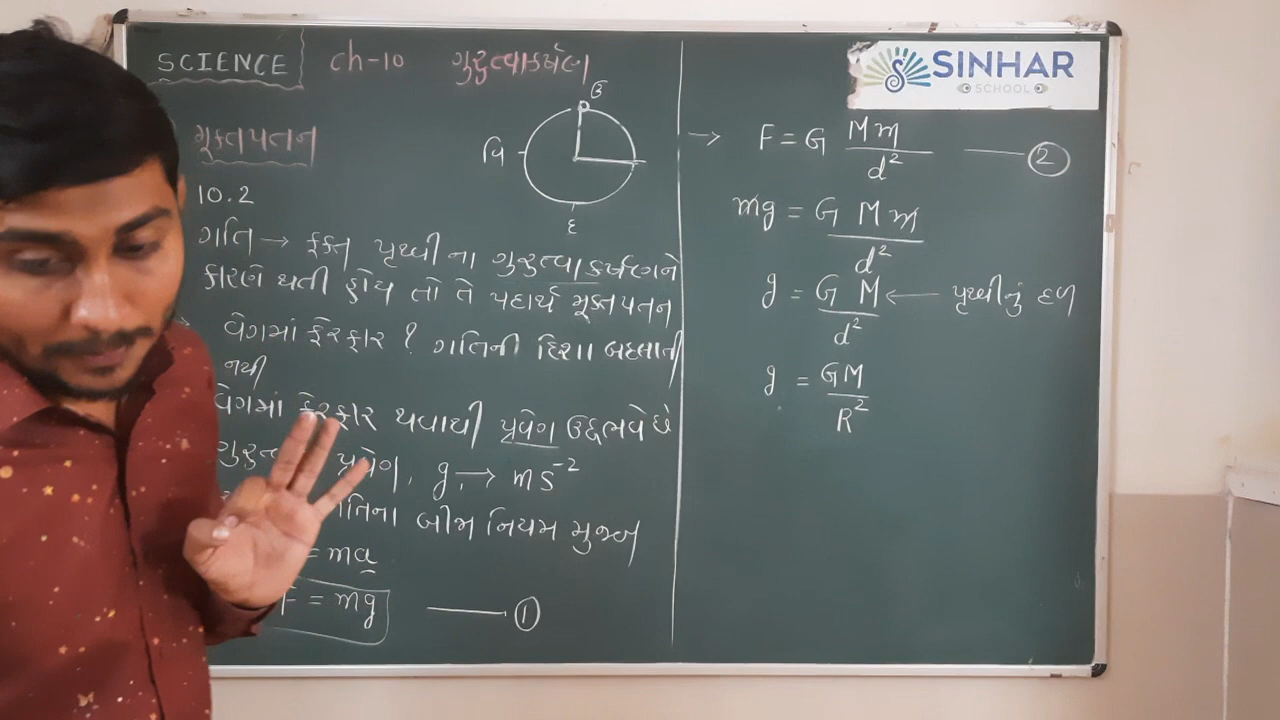 SCIENCE ch-10 ગુરુત્વાકર્ષણ
મુક્તપતન
ઉ
વિ
દ
10.2
ગતિ → ફક્ત પૃથ્વી ના ગુરુત્વાકર્ષણને
કારણે થતી હોય તો તે પદાર્થ મૂક્તપતન
વેગમાં ફેરફાર ? ગતિની દિશા બદલાતી
નથી
વેગમાં ફેરફાર થવાથી પ્રવેગ ઉદ્દભવે છે
પ્રવેગ, g → ms⁻²
ગતિના બીજા નિયમ મુજબ
= ma
F = mg —— ①
SINHAR
SCHOOL
→ F = G Mm/d² —— ②
mg = G Mm/d²
g = G M/d² ← પૃથ્વીનું દળ
g = GM/R²